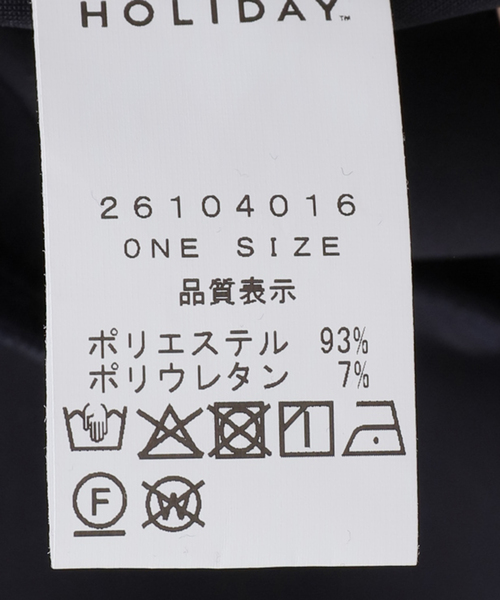 HOLIDAY™
26104016
ONE SIZE
品質表示
ポリエステル 93%
ポリウレタン 7%
F W